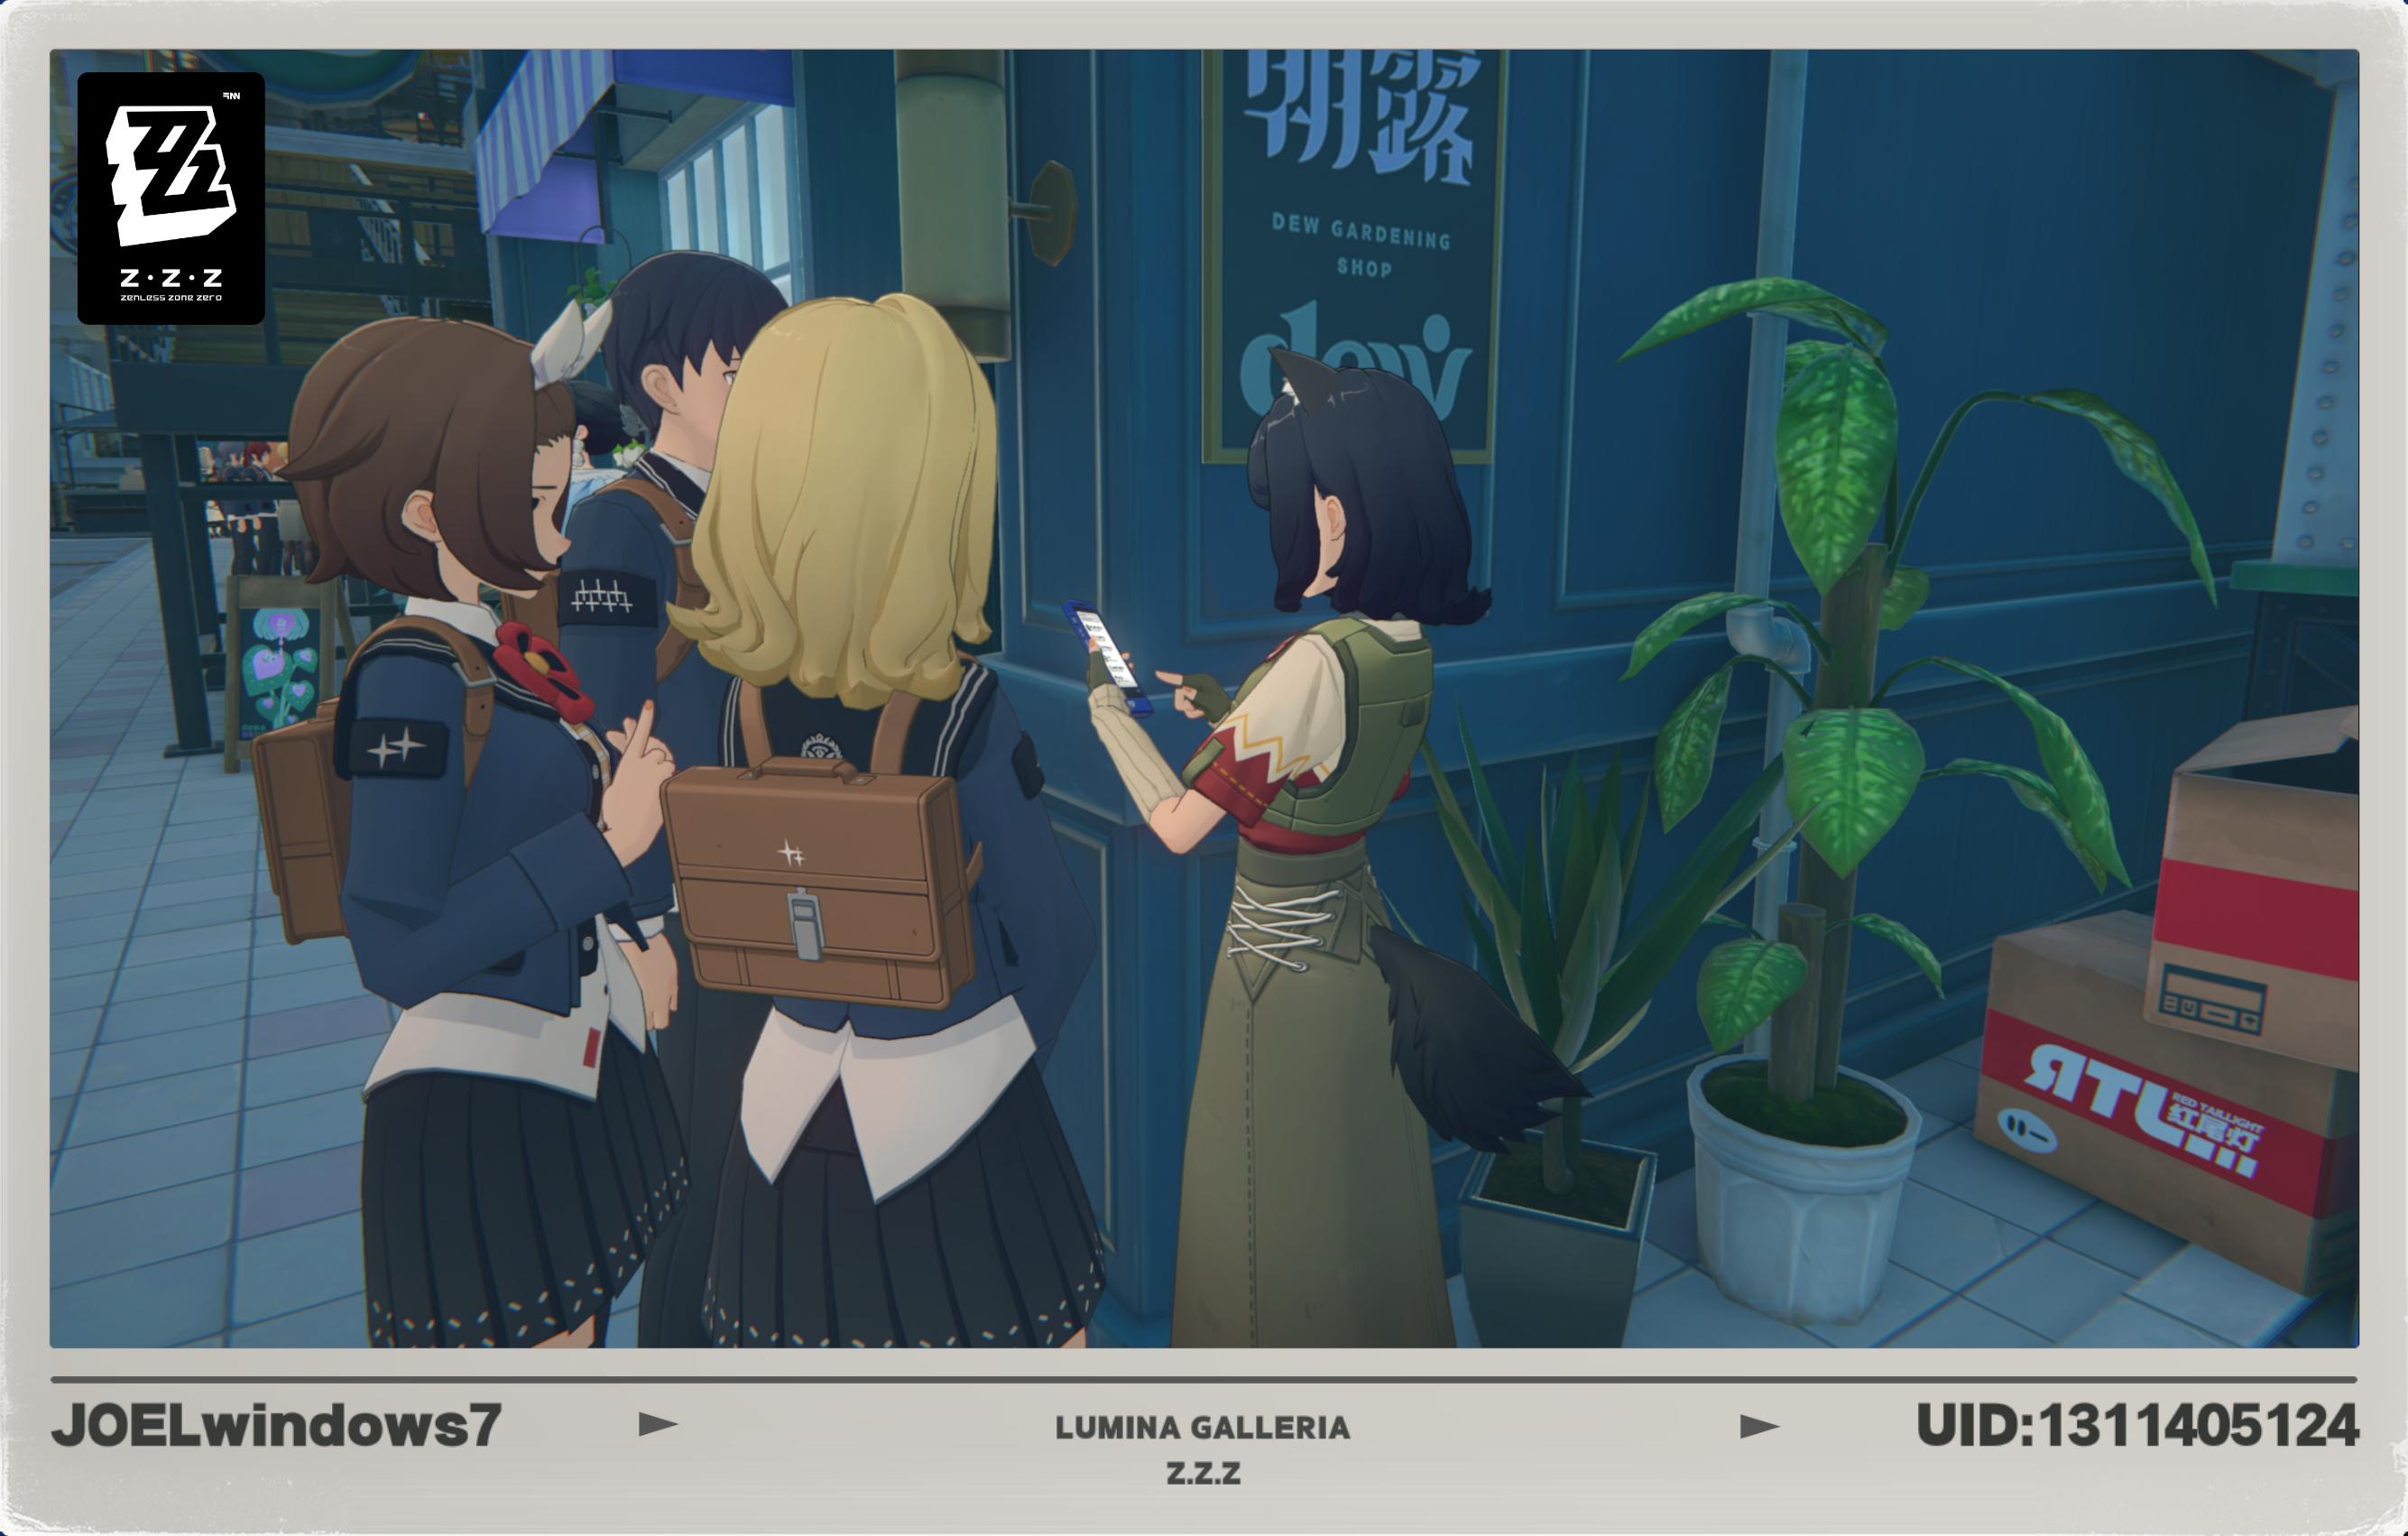 Z·Z·Z
ZENLESS ZONE ZERO
朝露
DEW GARDENING
SHOP
dew
RTL
RED TAILLIGHT
红尾灯
JOELwindows7
LUMINA GALLERIA
Z.Z.Z
UID:1311405124